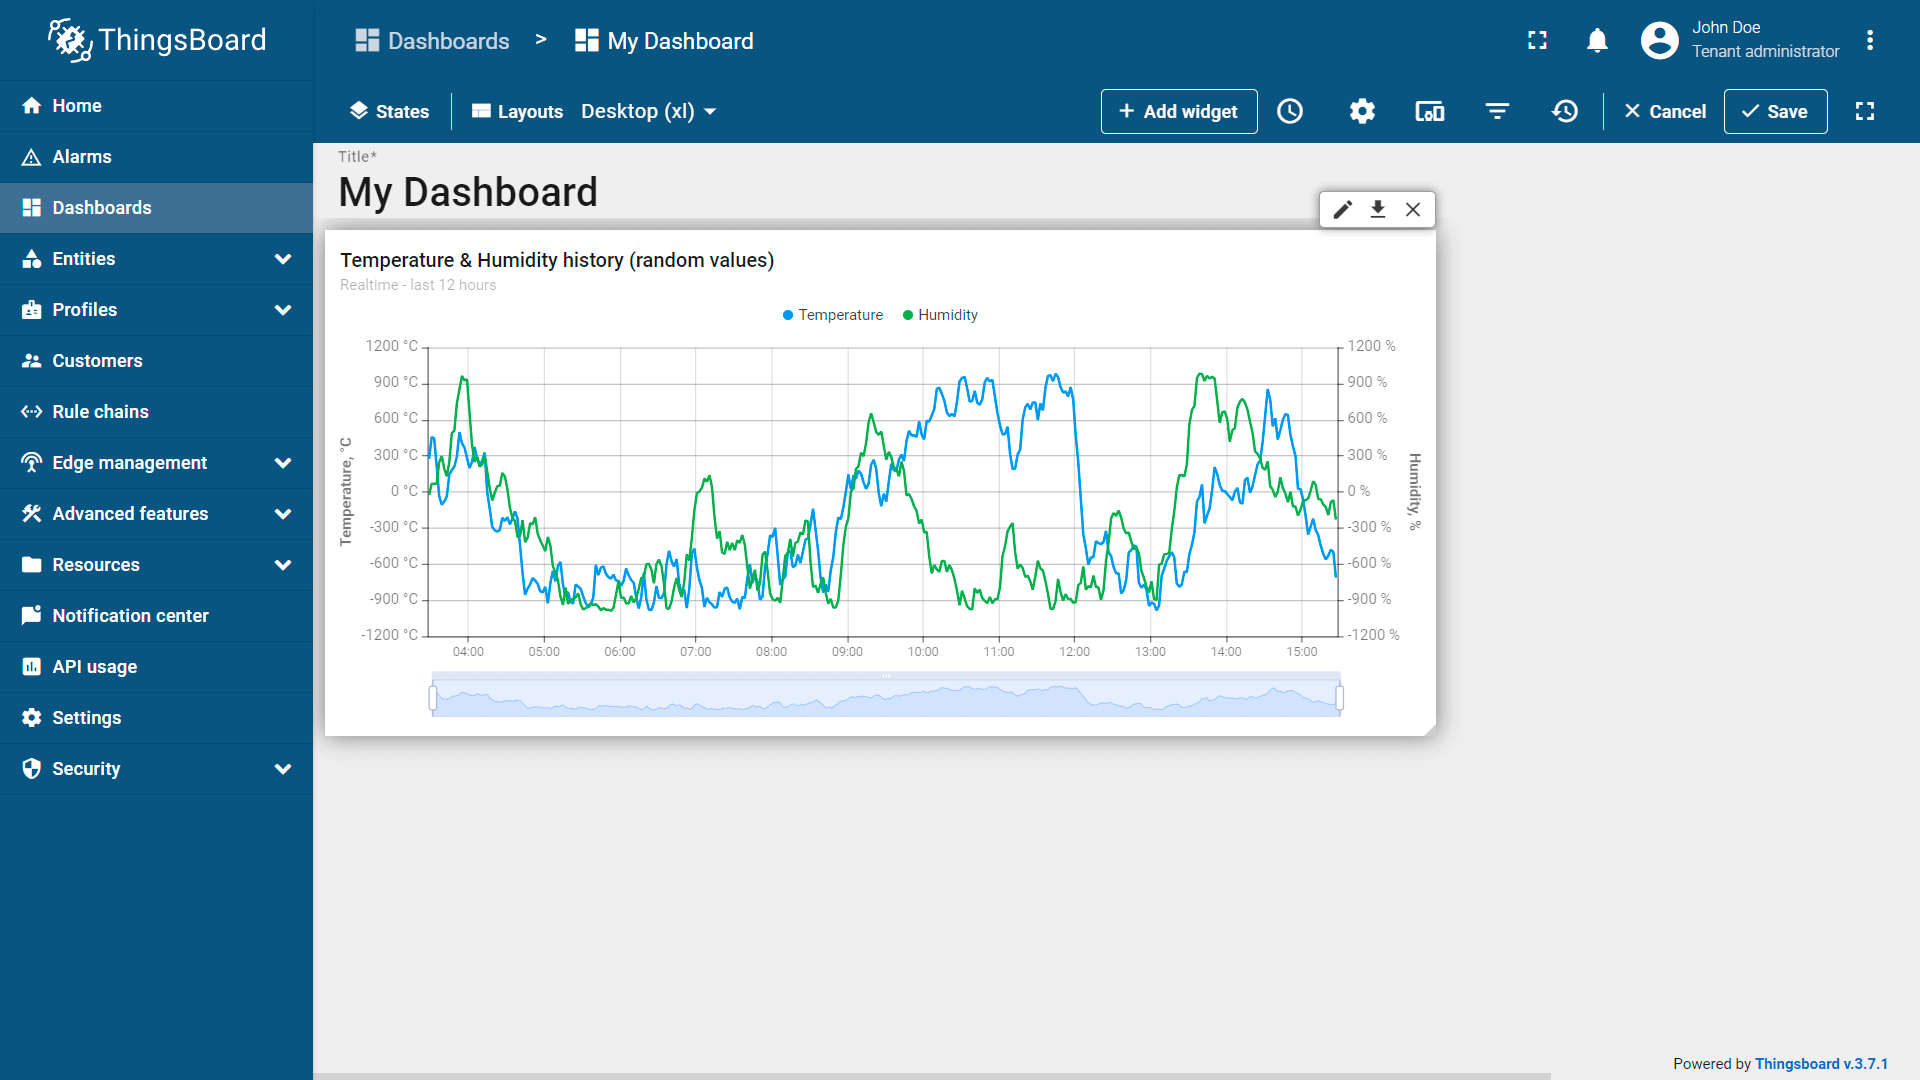 ThingsBoard
Dashboards > My Dashboard
John Doe
Tenant administrator
Home
Alarms
Dashboards
Entities
Profiles
Customers
Rule chains
Edge management
Advanced features
Resources
Notification center
API usage
Settings
Security
States
Layouts
Desktop (xl)
+ Add widget
Cancel
Save
Title*
My Dashboard
Temperature & Humidity history (random values)
Realtime - last 12 hours
Temperature
Humidity
Temperature, °C
1200 °C
900 °C
600 °C
300 °C
0 °C
-300 °C
-600 °C
-900 °C
-1200 °C
1200 %
900 %
600 %
300 %
0 %
-300 %
-600 %
-900 %
-1200 %
Humidity, %
04:00 05:00 06:00 07:00 08:00 09:00 10:00 11:00 12:00 13:00 14:00 15:00
Powered by Thingsboard v.3.7.1